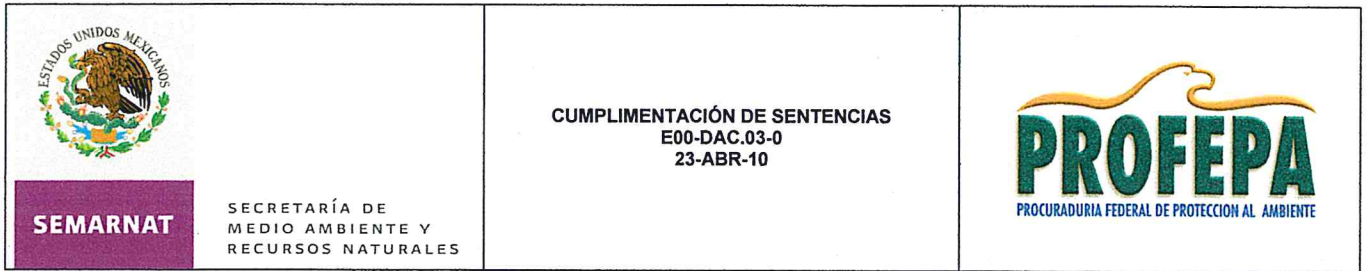 ESTADOS UNIDOS MEXICANOS
SEMARNAT
SECRETARÍA DE
MEDIO AMBIENTE Y
RECURSOS NATURALES
CUMPLIMENTACIÓN DE SENTENCIAS
E00-DAC.03-0
23-ABR-10
PROFEPA
PROCURADURIA FEDERAL DE PROTECCION AL AMBIENTE